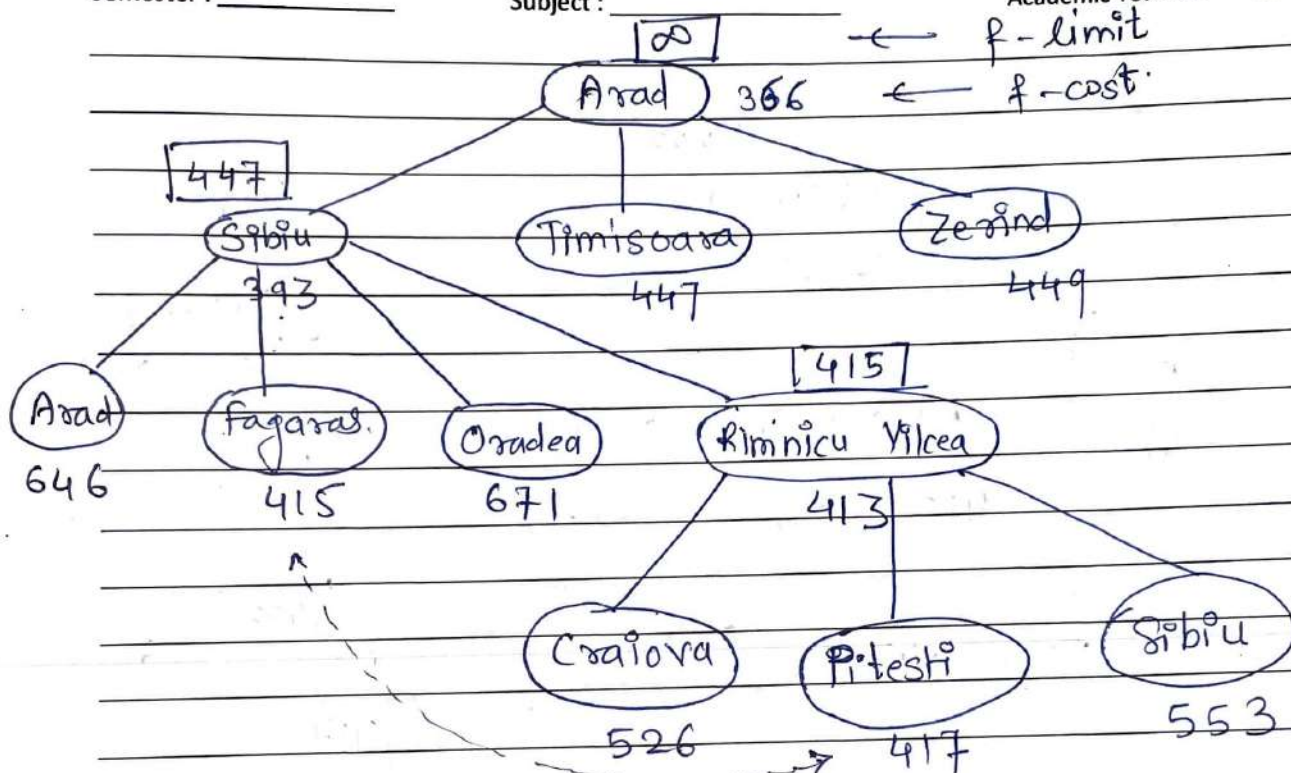 Subject :
∞ ← f-limit
Arad 366 ← f-cost.
447
Sibiu Timisoara Zerind
393 447 449
415
Arad Fagaras. Oradea Rimnicu Vilcea
646 415 671 413
Craiova Pitesti Sibiu
526 417 553